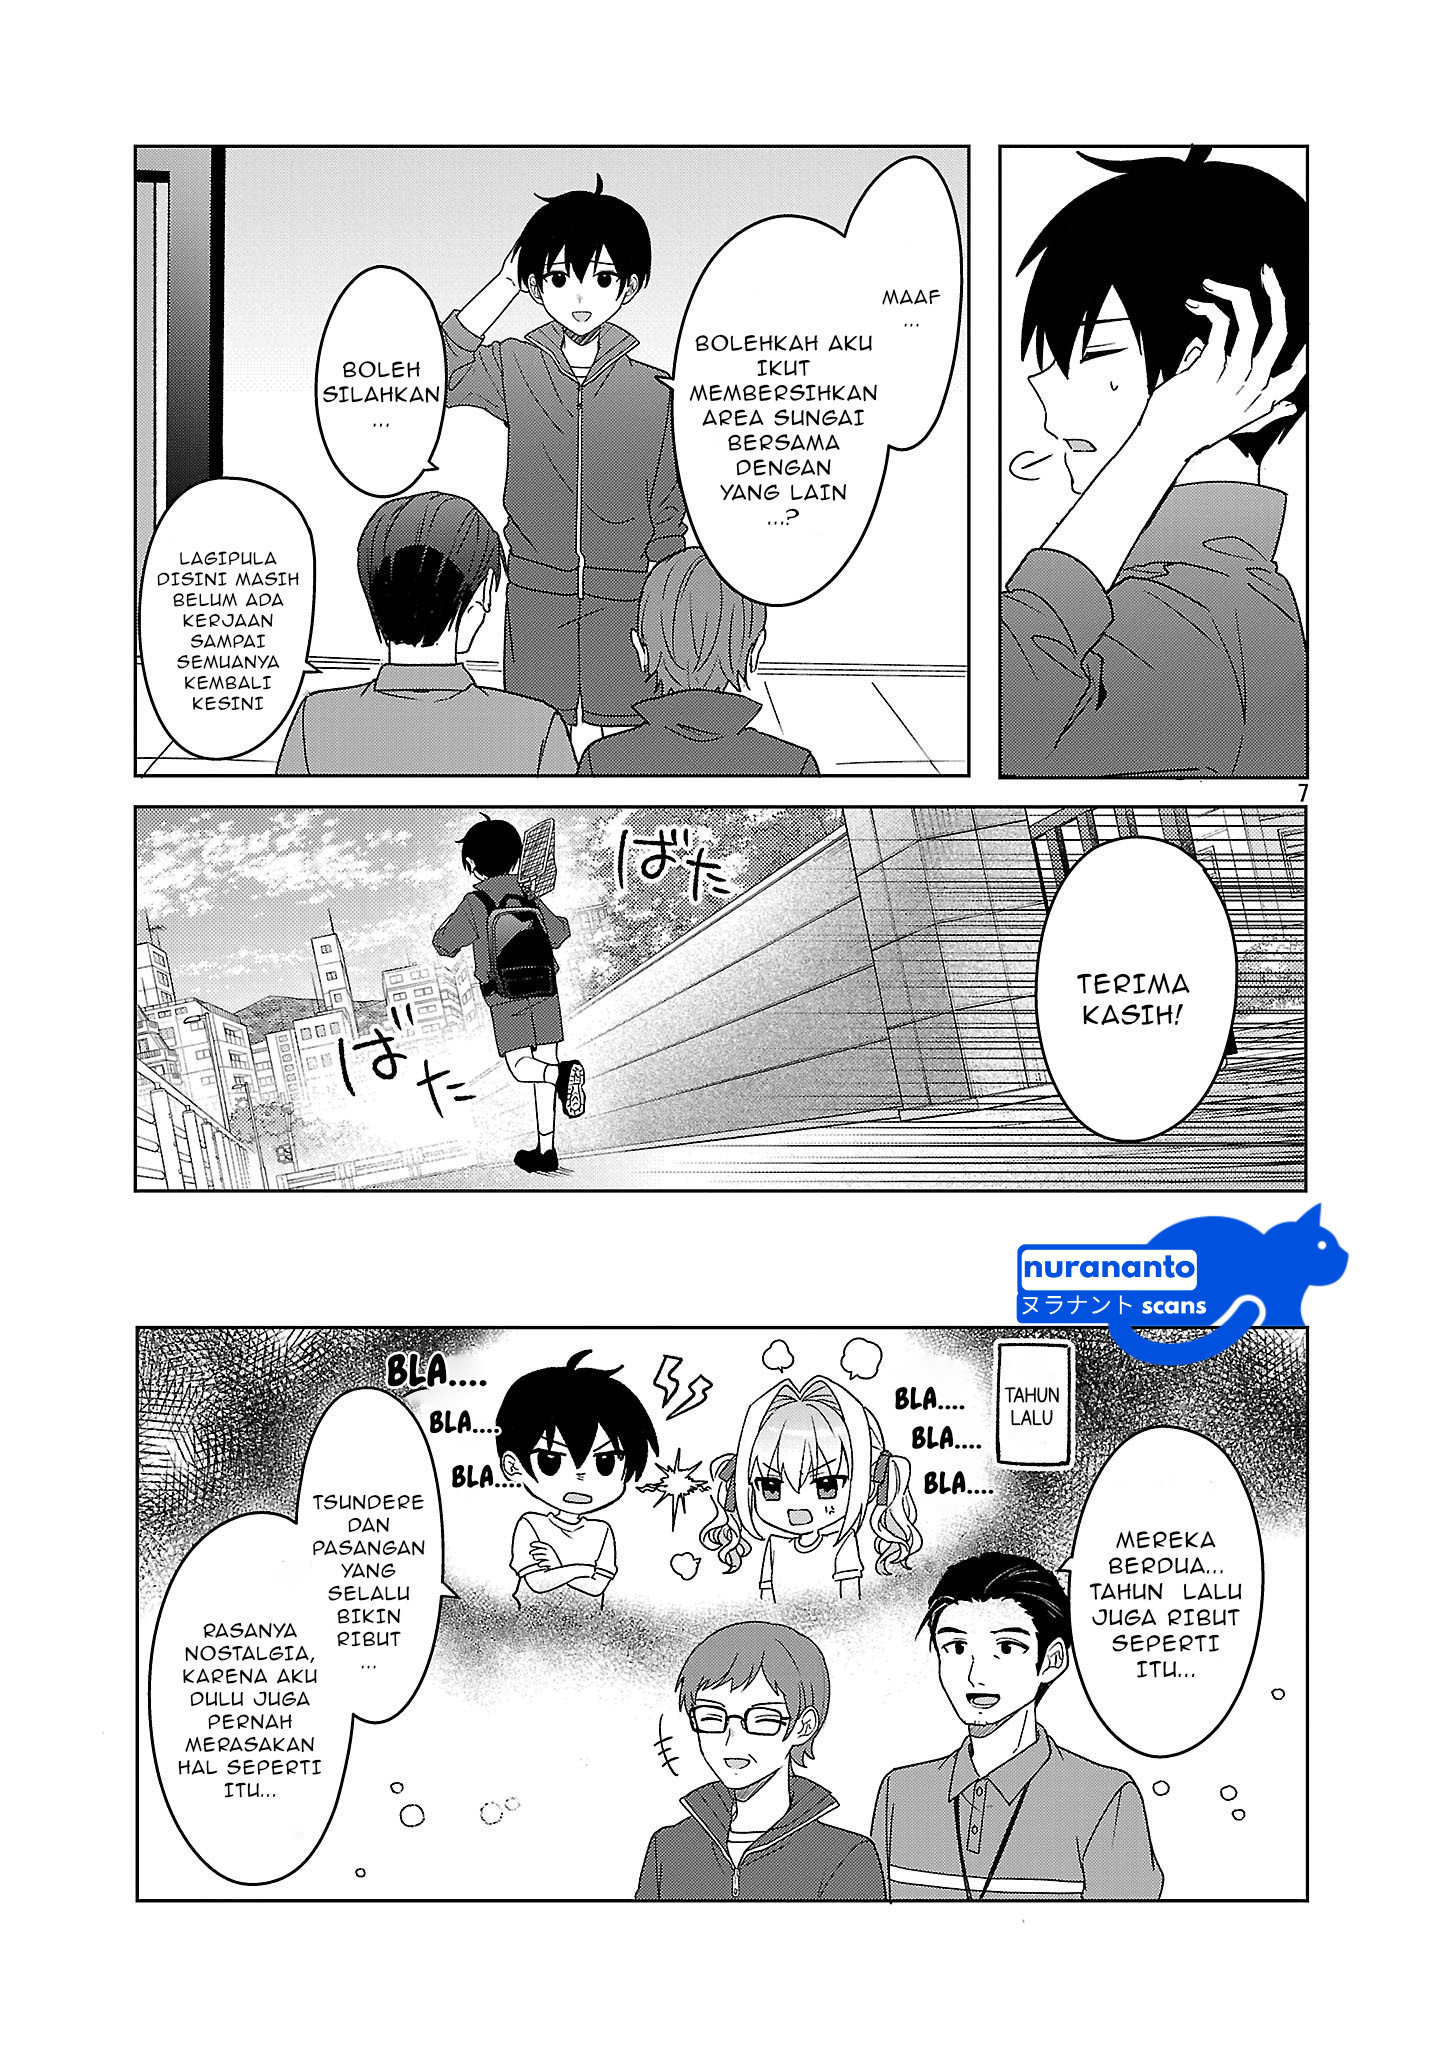 MAAF
...
BOLEHKAH AKU
IKUT
MEMBERSIHKAN
AREA SUNGAI
BERSAMA
DENGAN
YANG LAIN
...?
BOLEH
SILAHKAN
...
LAGIPULA
DISINI MASIH
BELUM ADA
KERJAAN
SAMPAI
SEMUANYA
KEMBALI
KESINI
7
TERIMA
KASIH!
ばた
ばた
nurananto
ヌラナント scans
TAHUN
LALU
BLA....
BLA....
BLA....
BLA....
BLA....
BLA....
MEREKA
BERDUA...
TAHUN LALU
JUGA RIBUT
SEPERTI
ITU...
TSUNDERE
DAN
PASANGAN
YANG
SELALU
BIKIN
RIBUT
...
RASANYA
NOSTALGIA,
KARENA AKU
DULU JUGA
PERNAH
MERASAKAN
HAL SEPERTI
ITU...